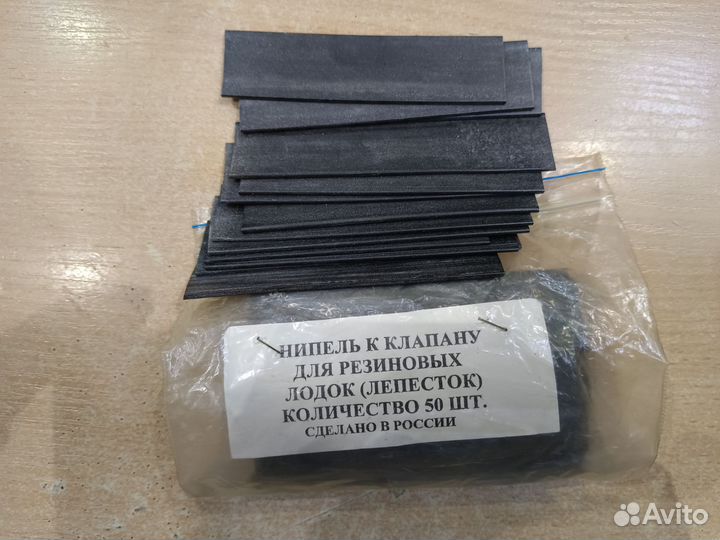 НИПЕЛЬ К КЛАПАНУ
ДЛЯ РЕЗИНОВЫХ
ЛОДОК (ЛЕПЕСТОК)
КОЛИЧЕСТВО 50 ШТ.
СДЕЛАНО В РОССИИ
Avito